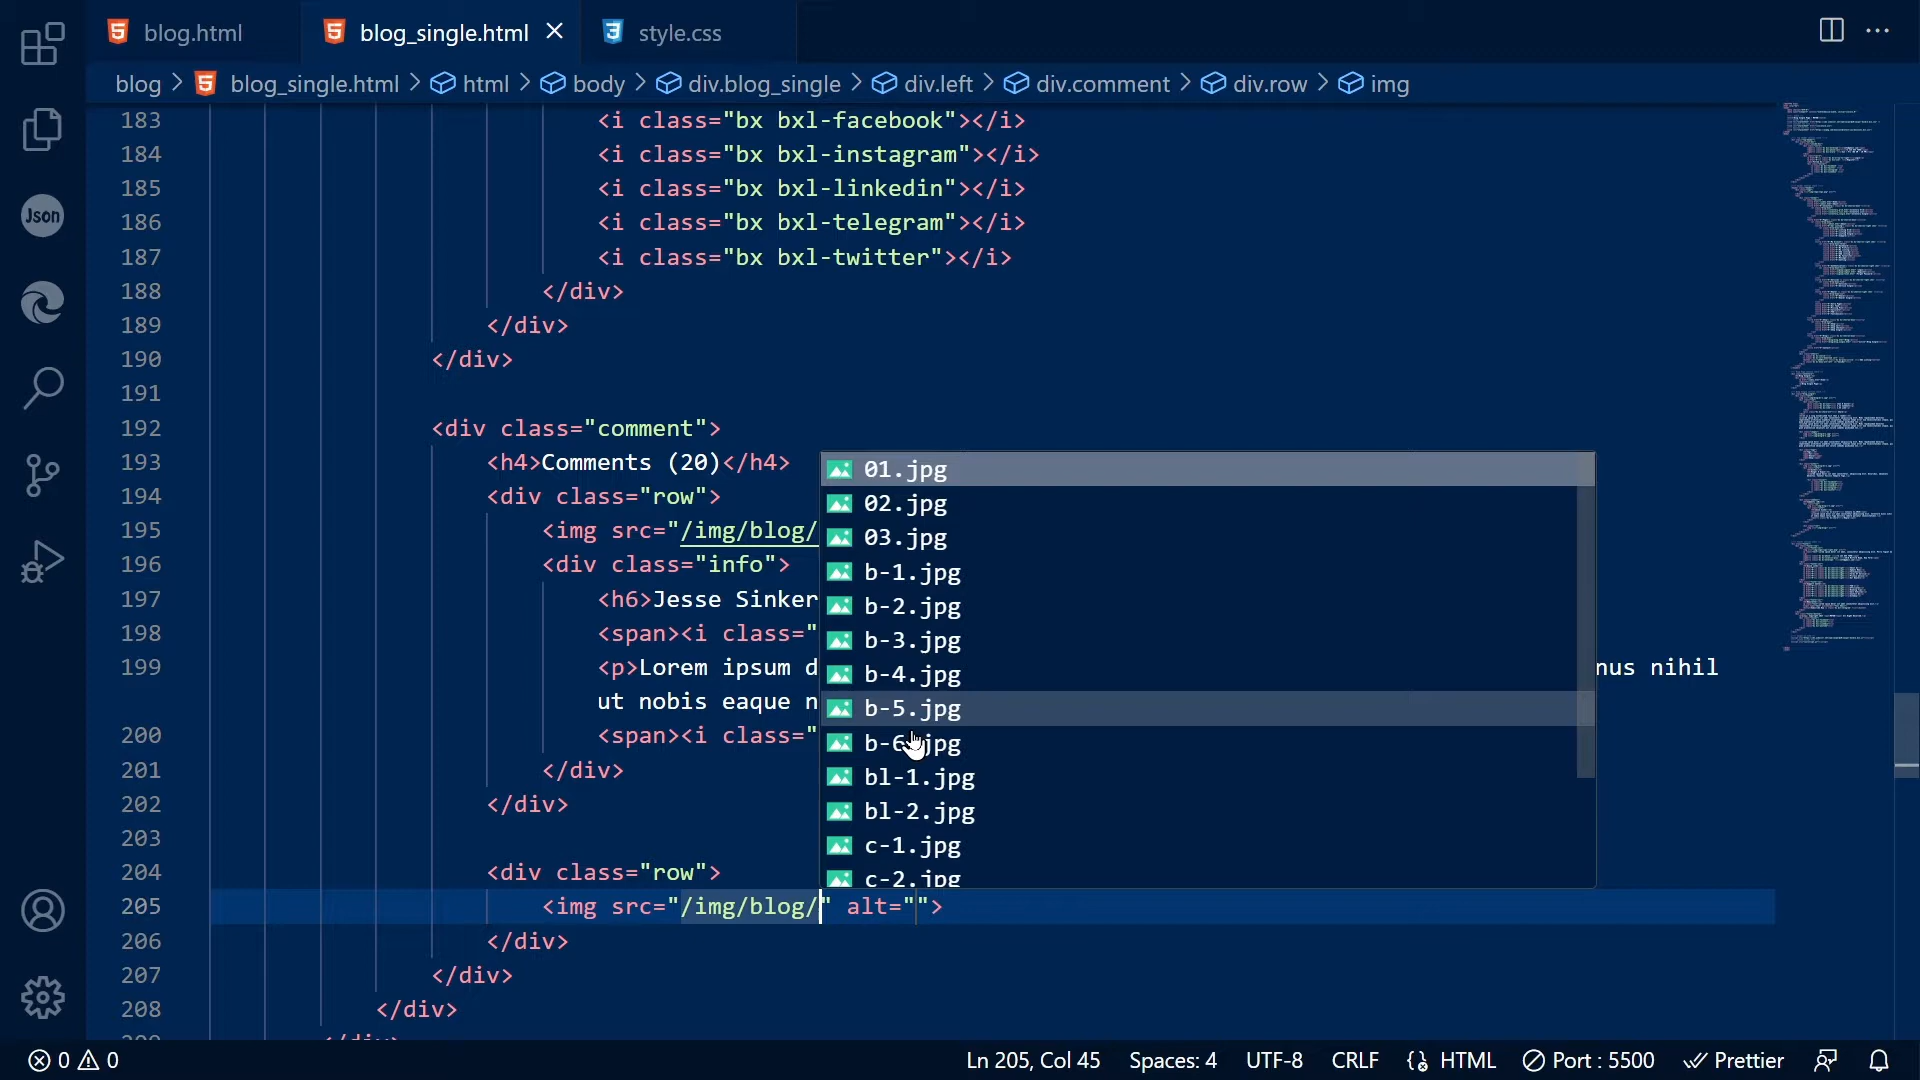 blog.html
blog_single.html
style.css
blog > blog_single.html > html > body > div.blog_single > div.left > div.comment > div.row > img
Json
183 <i class="bx bxl-facebook"></i>
184 <i class="bx bxl-instagram"></i>
185 <i class="bx bxl-linkedin"></i>
186 <i class="bx bxl-telegram"></i>
187 <i class="bx bxl-twitter"></i>
188 </div>
189 </div>
190 </div>
191
192 <div class="comment">
193 <h4>Comments (20)</h4>
194 <div class="row">
195 <img src="/img/blog/
196 <div class="info">
197 <h6>Jesse Sinker
198 <span><i class="
199 <p>Lorem ipsum d nus nihil
ut nobis eaque n
200 <span><i class="
201 </div>
202 </div>
203
204 <div class="row">
205 <img src="/img/blog/" alt="">
206 </div>
207 </div>
208 </div>
01.jpg
02.jpg
03.jpg
b-1.jpg
b-2.jpg
b-3.jpg
b-4.jpg
b-5.jpg
b-6.jpg
bl-1.jpg
bl-2.jpg
c-1.jpg
c-2.jpg
0 0 Ln 205, Col 45 Spaces: 4 UTF-8 CRLF HTML Port : 5500 Prettier